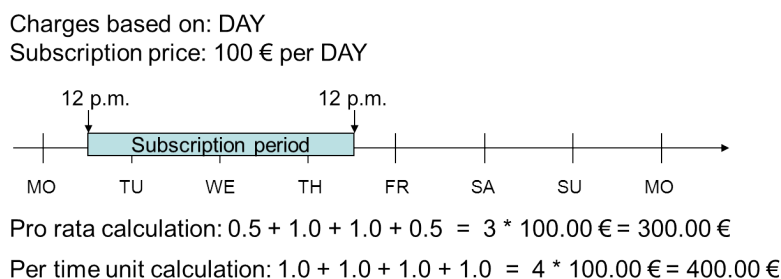 Charges based on: DAY
Subscription price: 100 € per DAY
12 p.m. 12 p.m.
Subscription period
MO TU WE TH FR SA SU MO
Pro rata calculation: 0.5 + 1.0 + 1.0 + 0.5 = 3 * 100.00 € = 300.00 €
Per time unit calculation: 1.0 + 1.0 + 1.0 + 1.0 = 4 * 100.00 € = 400.00 €